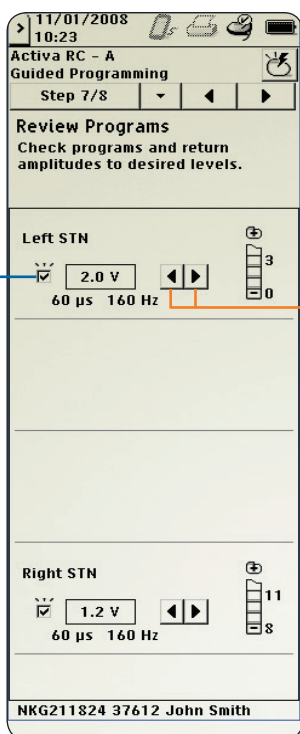 11/01/2008
10:23
Activa RC - A
Guided Programming
Step 7/8
Review Programs
Check programs and return
amplitudes to desired levels.
Left STN
2.0 V
60 µs 160 Hz
3
0
Right STN
1.2 V
60 µs 160 Hz
11
8
NKG211824 37612 John Smith